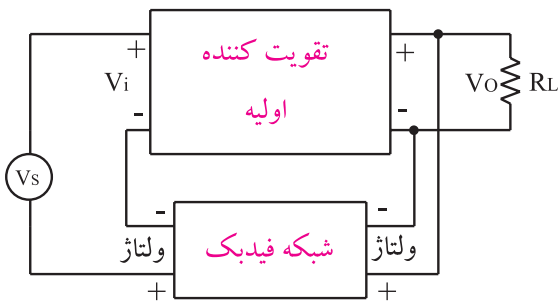 + تقویت کننده +
Vi VO RL
- اولیه -
VS
- -
ولتاژ شبکه فیدبک ولتاژ
+ +